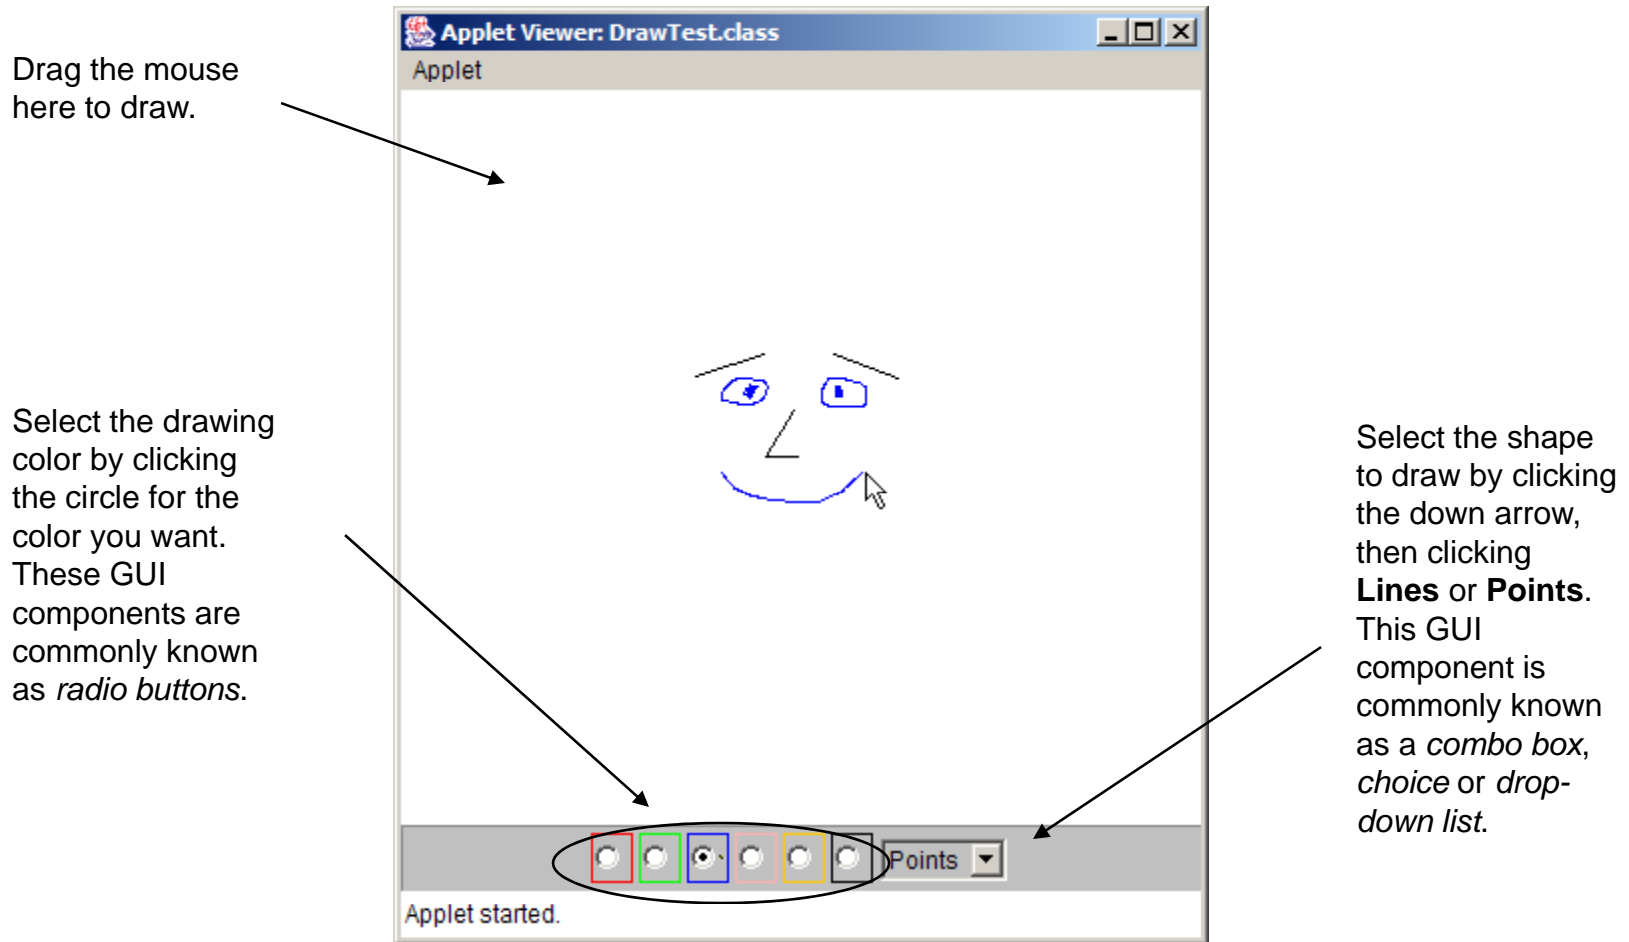 Applet Viewer: DrawTest.class
Applet
Drag the mouse
here to draw.
Select the drawing
color by clicking
the circle for the
color you want.
These GUI
components are
commonly known
as radio buttons.
Select the shape
to draw by clicking
the down arrow,
then clicking
Lines or Points.
This GUI
component is
commonly known
as a combo box,
choice or drop-
down list.
Points
Applet started.